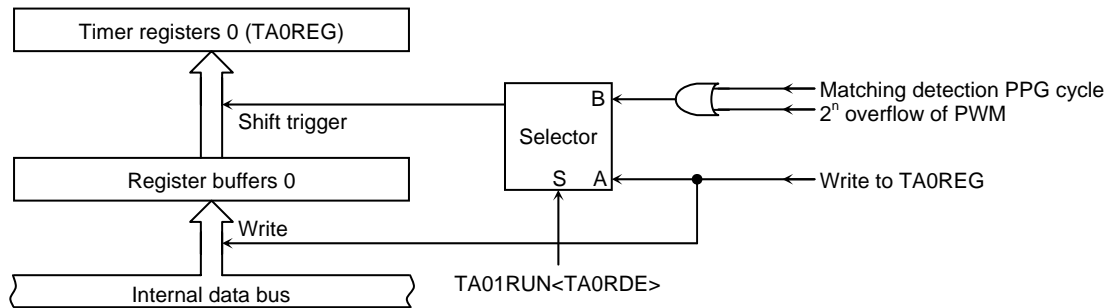 Timer registers 0 (TA0REG)
B
Matching detection PPG cycle
2ⁿ overflow of PWM
Shift trigger
Selector
Register buffers 0
S
A
Write to TA0REG
Write
TA01RUN<TA0RDE>
Internal data bus